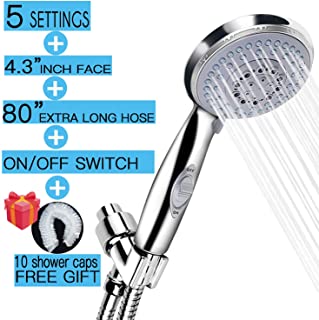 5 SETTINGS
+
4.3"INCH FACE
+
80"EXTRA LONG HOSE
+
ON/OFF SWITCH
+
10 shower caps
FREE GIFT